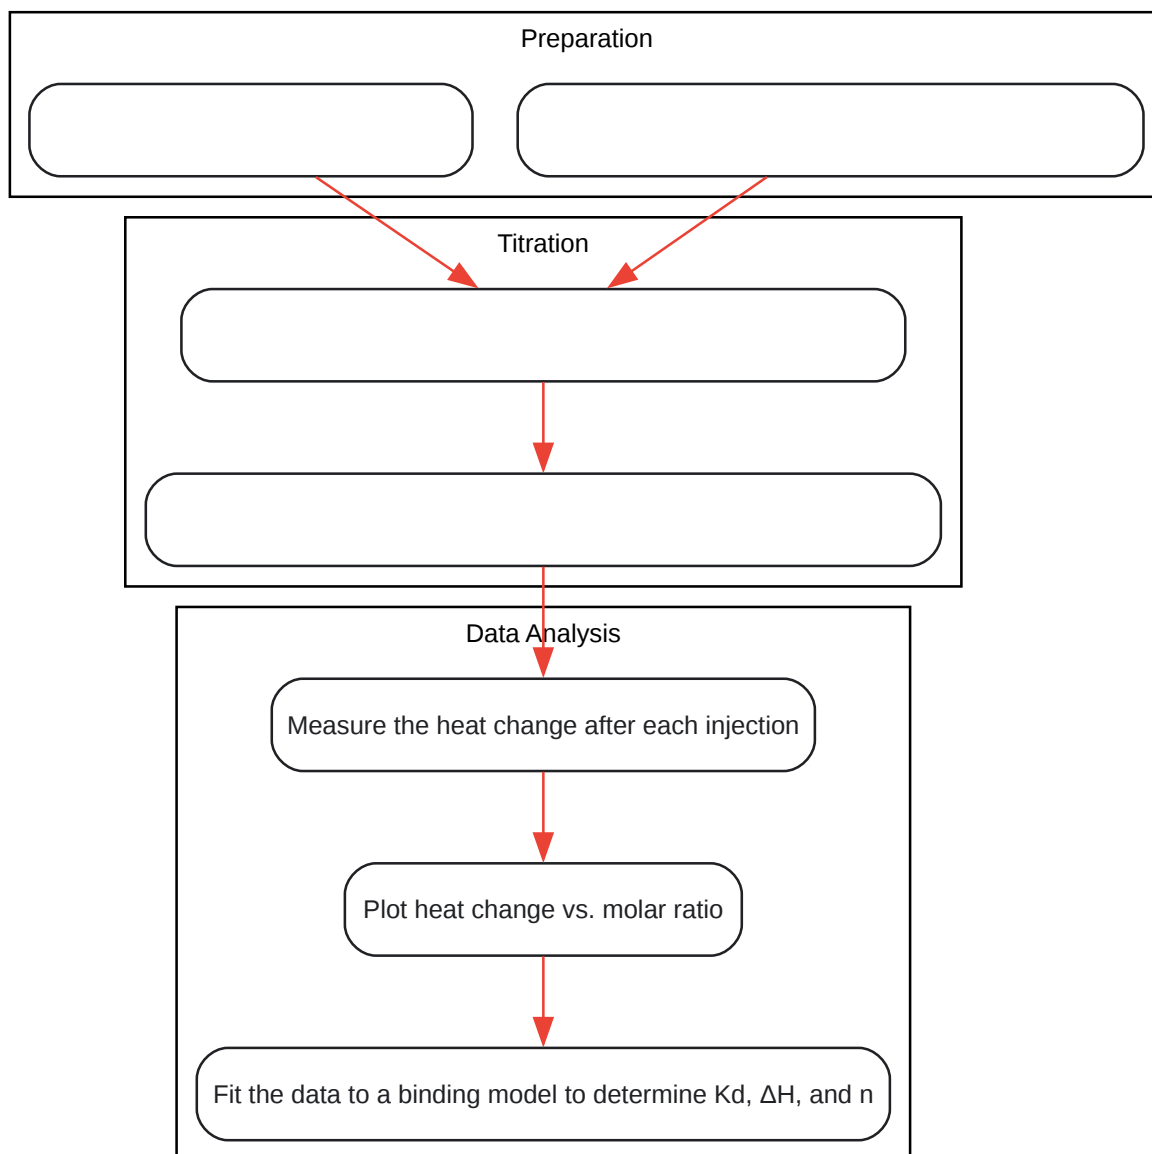 Preparation
Titration
Data Analysis
Measure the heat change after each injection
Plot heat change vs. molar ratio
Fit the data to a binding model to determine Kd, ΔH, and n